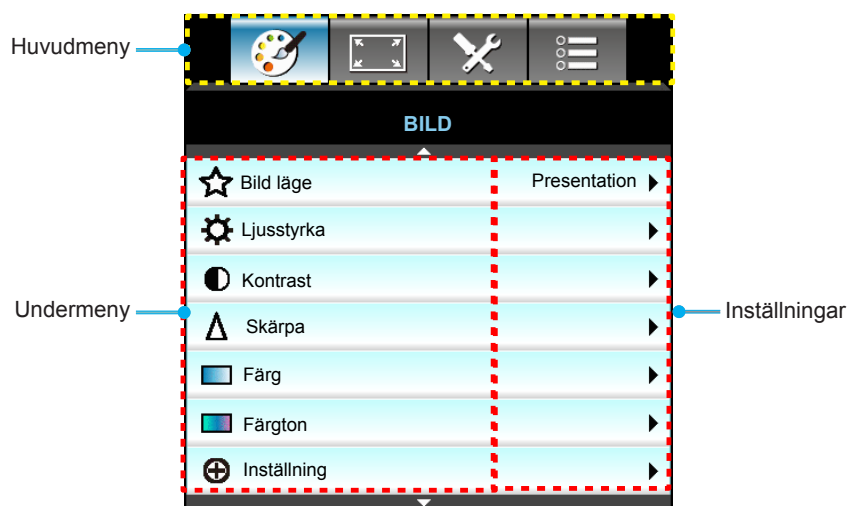 Huvudmeny
BILD
Bild läge Presentation
Ljusstyrka
Kontrast
Undermeny
Inställningar
Skärpa
Färg
Färgton
Inställning